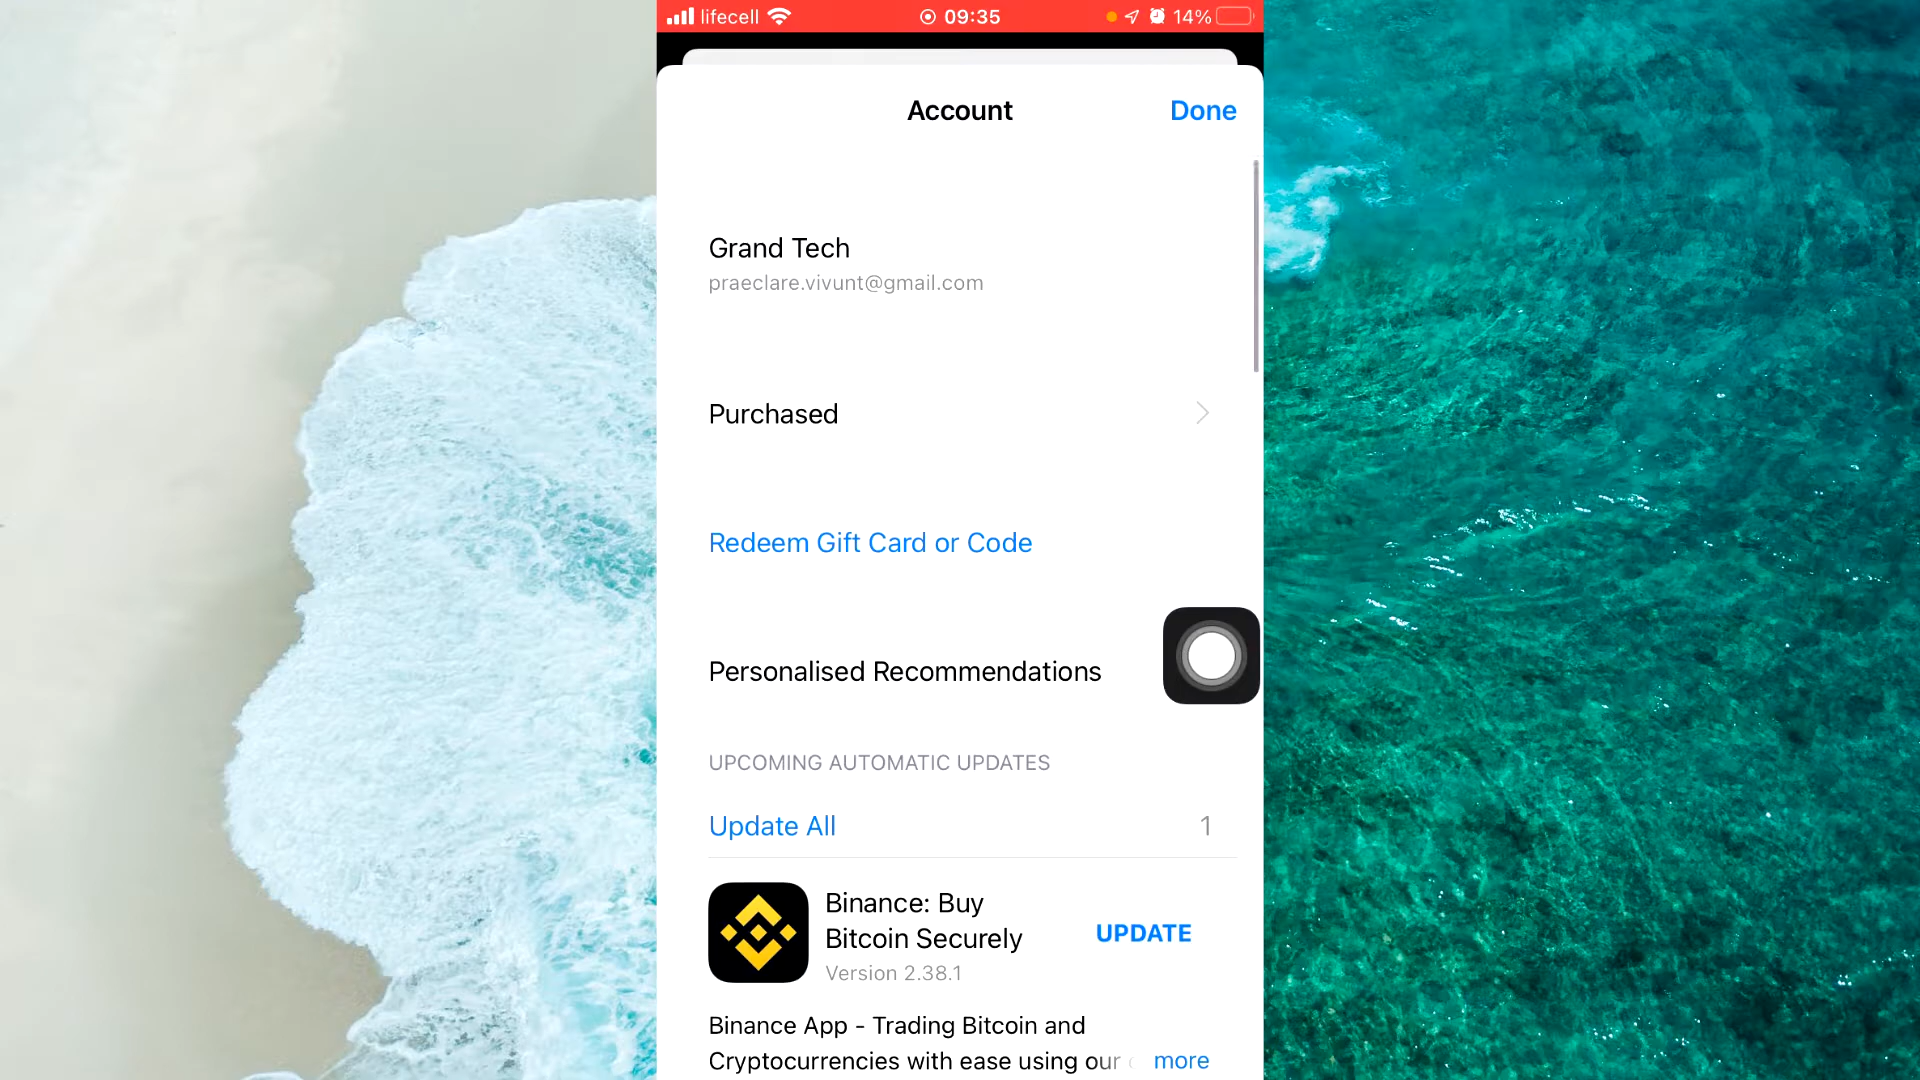 lifecell 09:35 14%
Account Done
Grand Tech
praeclare.vivunt@gmail.com
Purchased
Redeem Gift Card or Code
Personalised Recommendations
UPCOMING AUTOMATIC UPDATES
Update All 1
Binance: Buy
Bitcoin Securely
UPDATE
Version 2.38.1
Binance App - Trading Bitcoin and
Cryptocurrencies with ease using our more